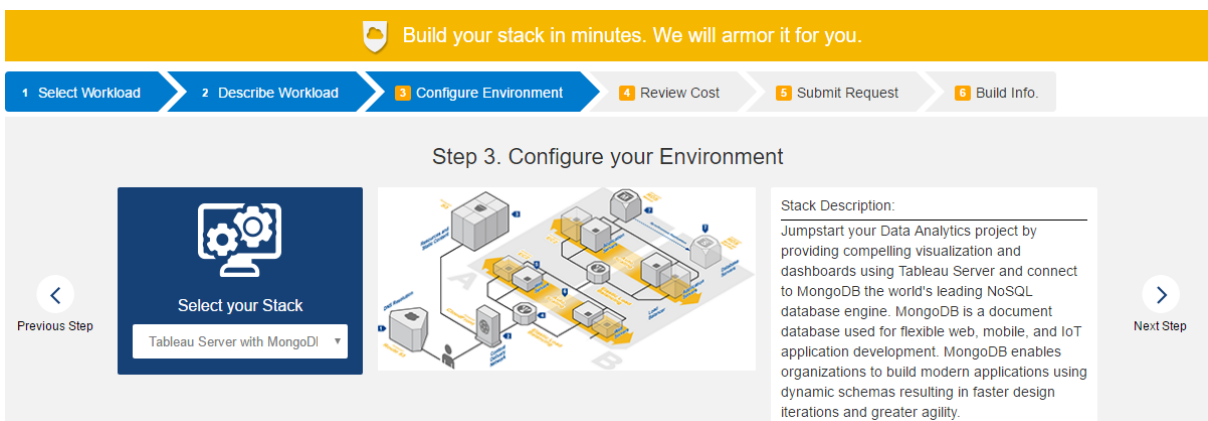 Build your stack in minutes. We will armor it for you.
1 Select Workload
2 Describe Workload
3 Configure Environment
4 Review Cost
5 Submit Request
6 Build Info.
Step 3. Configure your Environment
Previous Step
Select your Stack
Tableau Server with MongoD
A
B
Stack Description:
Jumpstart your Data Analytics project by
providing compelling visualization and
dashboards using Tableau Server and connect
to MongoDB the world's leading NoSQL
database engine. MongoDB is a document
database used for flexible web, mobile, and IoT
application development. MongoDB enables
organizations to build modern applications using
dynamic schemas resulting in faster design
iterations and greater agility.
Next Step